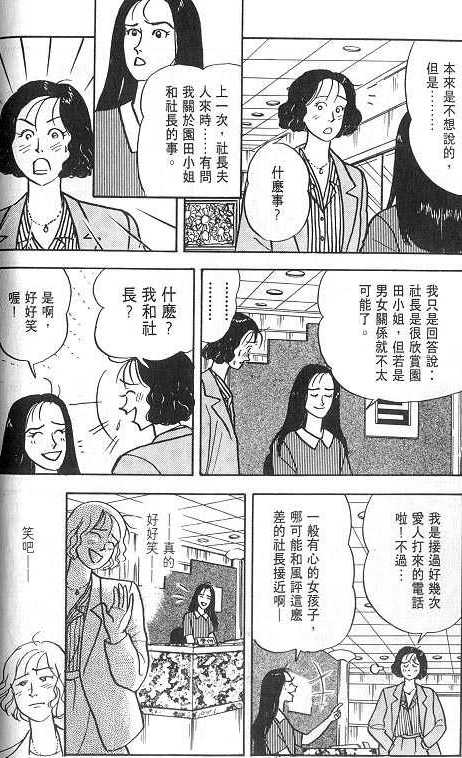 本來是不想說的，
但是………
什麼事？
上一次，社長夫
人來時……有問
我關於園田小姐
和社長的事。
我只是回答說：
社長是很欣賞園
田小姐，但若是
男女關係就不太
可能了。
………
………
什麼？
我和社
長？
是啊，
好好笑
喔！
我是接過好幾次
愛人打來的電話
啦！不過…
一般有心的女孩子，
哪可能和風評這麼
差的社長接近啊—
—真的
好好笑—
笑吧—